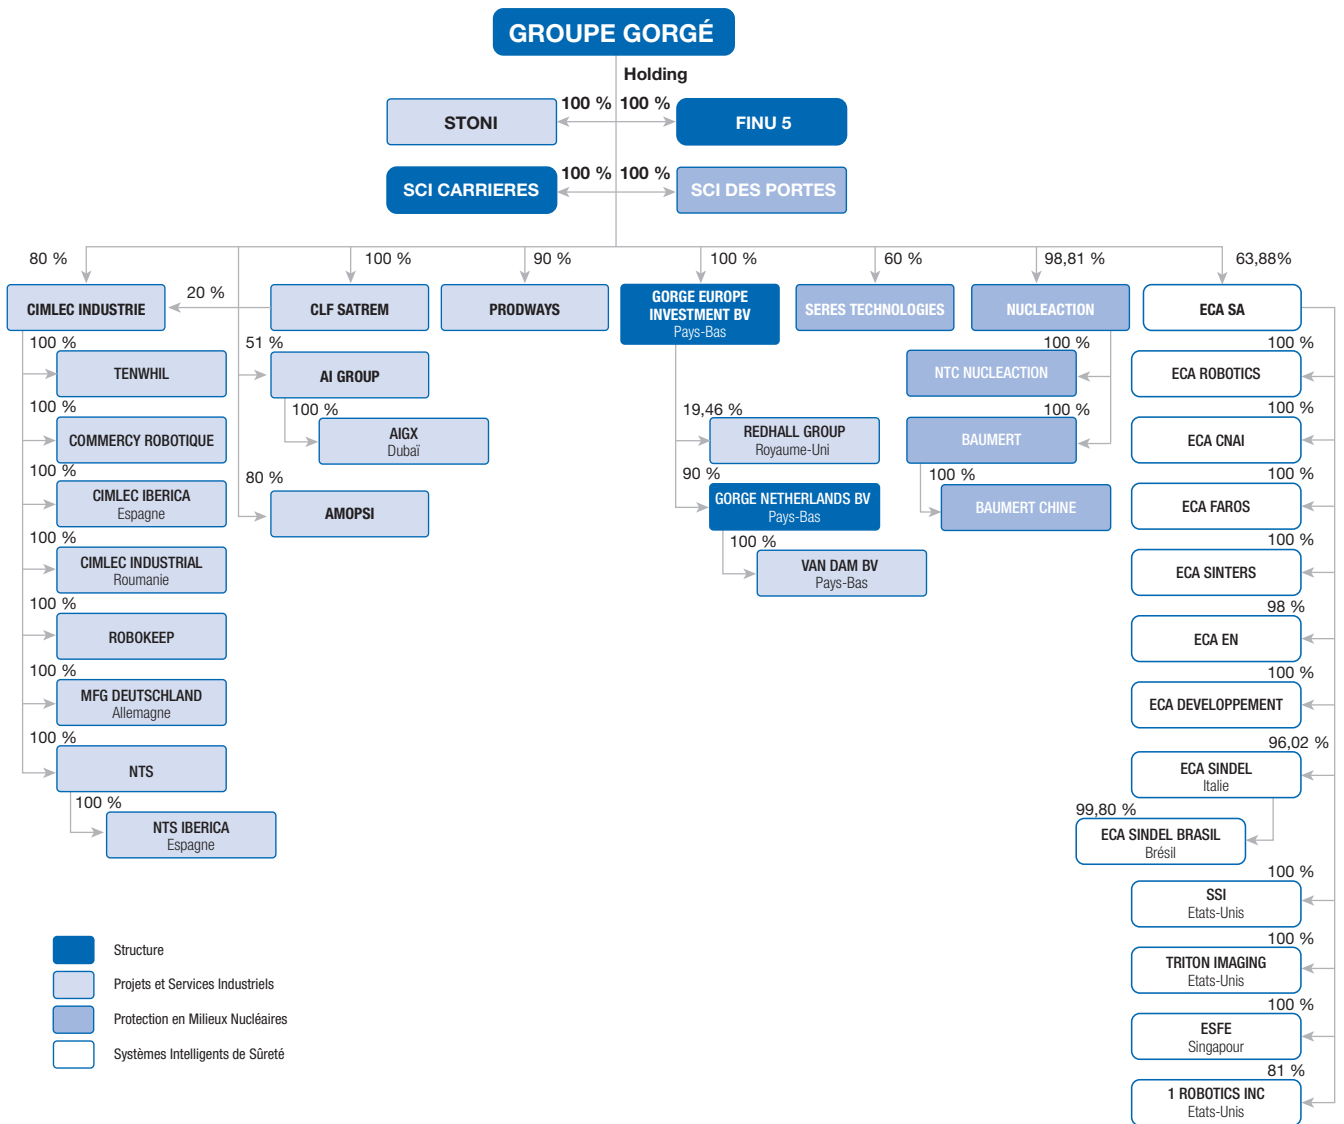 GROUPE GORGÉ
Holding
100 % 100 %
STONI
FINU 5
100 % 100 %
SCI CARRIERES
SCI DES PORTES
80 %
100 %
90 %
100 %
60 %
98,81 %
63,88%
CIMLEC INDUSTRIE
20 %
CLF SATREM
PRODWAYS
GORGE EUROPE
INVESTMENT BV
Pays-Bas
SERES TECHNOLOGIES
NUCLEACTION
ECA SA
100 %
TENWHIL
100 %
COMMERCY ROBOTIQUE
100 %
CIMLEC IBERICA
Espagne
100 %
CIMLEC INDUSTRIAL
Roumanie
100 %
ROBOKEEP
100 %
MFG DEUTSCHLAND
Allemagne
100 %
NTS
100 %
NTS IBERICA
Espagne
51 %
AI GROUP
100 %
AIGX
Dubaï
80 %
AMOPSI
19,46 %
REDHALL GROUP
Royaume-Uni
90 %
GORGE NETHERLANDS BV
Pays-Bas
100 %
VAN DAM BV
Pays-Bas
100 %
NTC NUCLEACTION
100 %
BAUMERT
100 %
BAUMERT CHINE
100 %
ECA ROBOTICS
100 %
ECA CNAI
100 %
ECA FAROS
100 %
ECA SINTERS
98 %
ECA EN
100 %
ECA DEVELOPPEMENT
96,02 %
ECA SINDEL
Italie
99,80 %
ECA SINDEL BRASIL
Brésil
100 %
SSI
Etats-Unis
100 %
TRITON IMAGING
Etats-Unis
100 %
ESFE
Singapour
81 %
1 ROBOTICS INC
Etats-Unis
Structure
Projets et Services Industriels
Protection en Milieux Nucléaires
Systèmes Intelligents de Sûreté